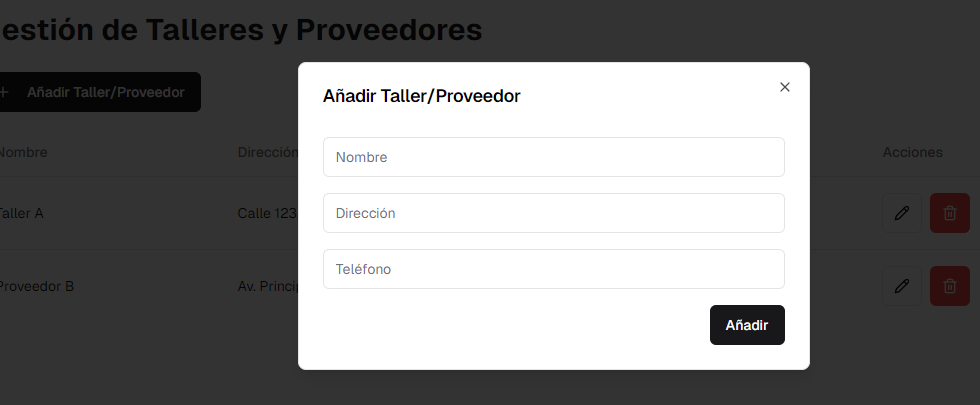 estión de Talleres y Proveedores
+ Añadir Taller/Proveedor
Añadir Taller/Proveedor
Nombre
Dirección
Teléfono
Añadir
Nombre Dirección Acciones
Taller A Calle 123
Proveedor B Av. Princi